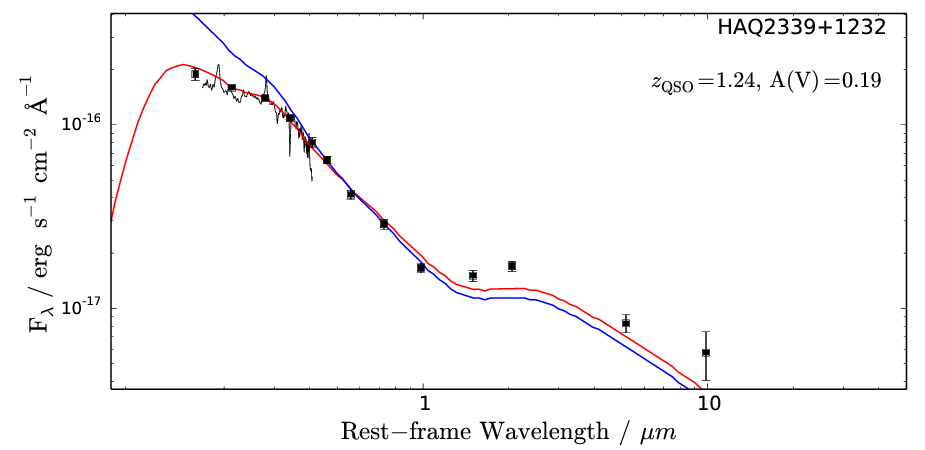 HAQ2339+1232
z_QSO=1.24, A(V)=0.19
F_λ / erg s⁻¹ cm⁻² Å⁻¹
10⁻¹⁶
10⁻¹⁷
1 10
Rest−frame Wavelength / μm